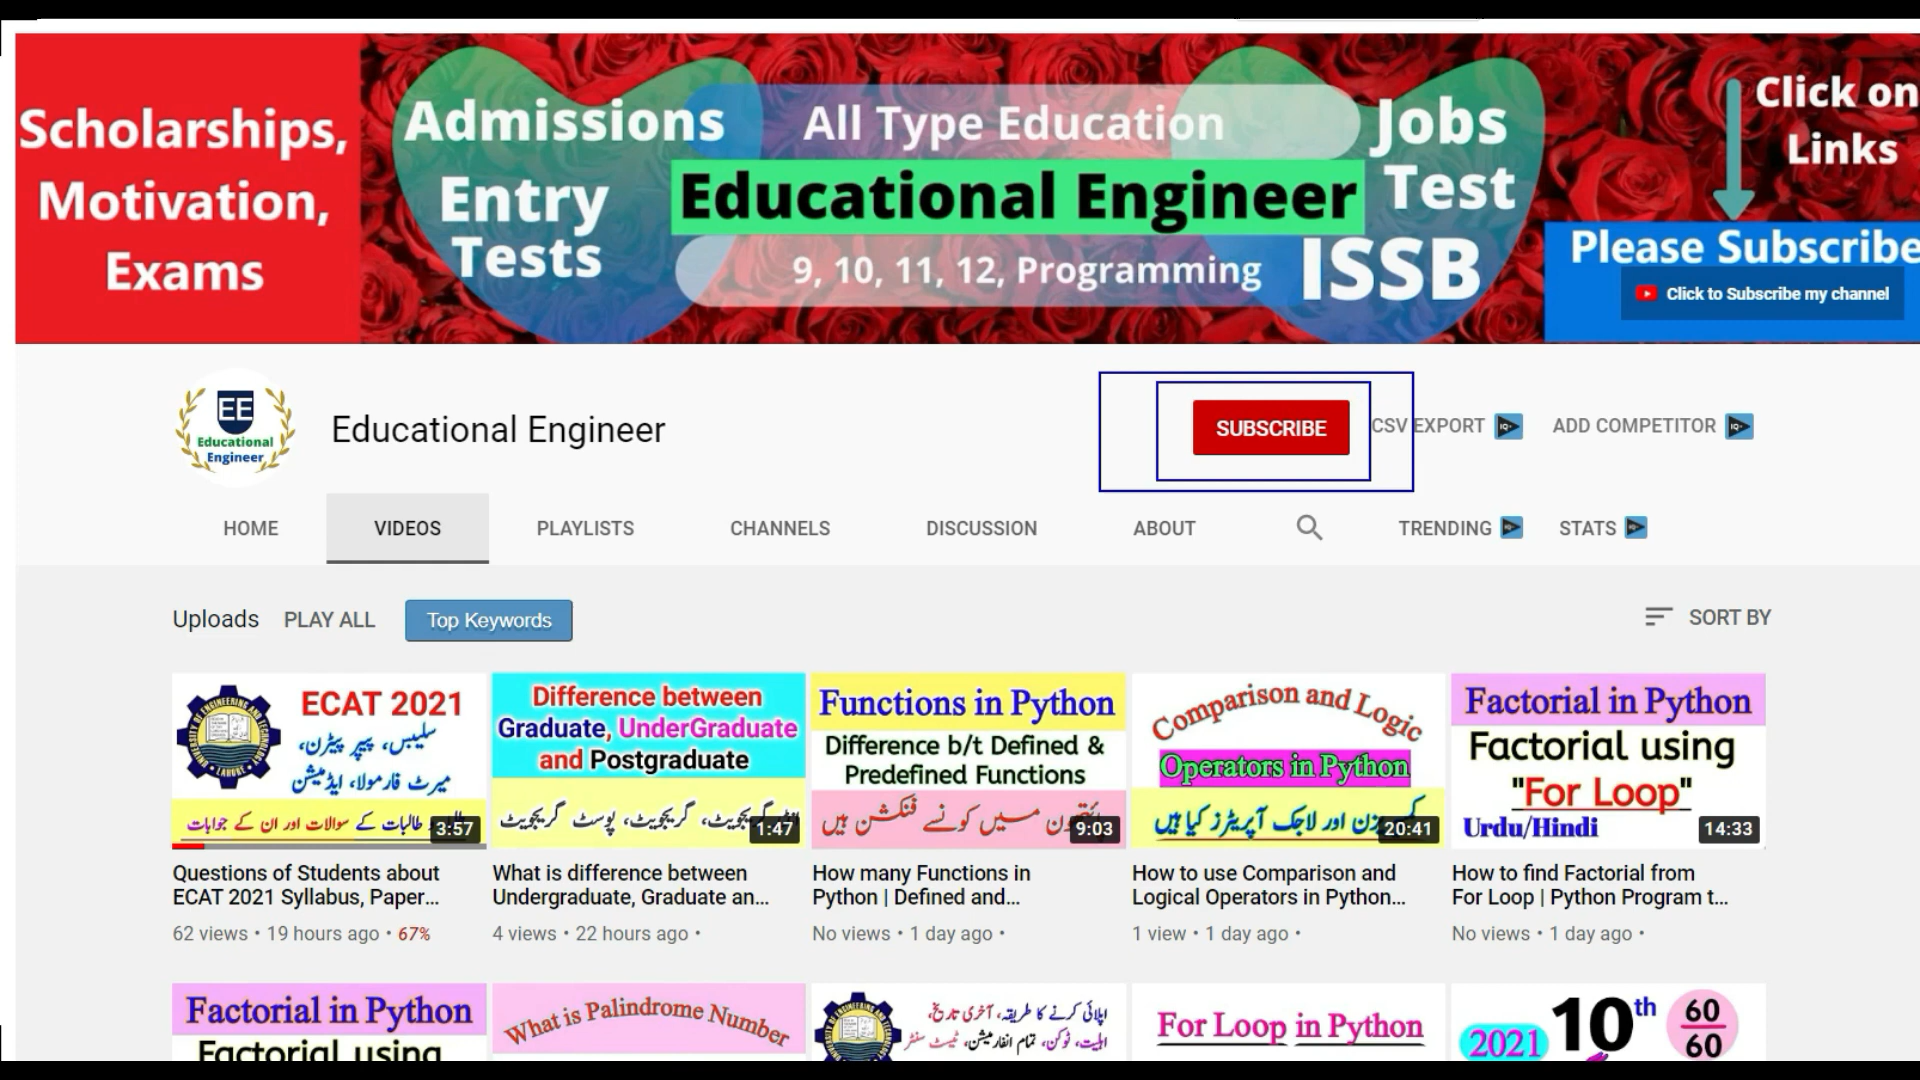 Scholarships,
Motivation,
Exams
Admissions
Entry
Tests
All Type Education
Educational Engineer
9, 10, 11, 12, Programming
Jobs
Test
ISSB
Click on
Links
Please Subscribe
Click to Subscribe my channel
EE
Educational
Engineer
Educational Engineer
SUBSCRIBE
CSV EXPORT
ADD COMPETITOR
HOME
VIDEOS
PLAYLISTS
CHANNELS
DISCUSSION
ABOUT
TRENDING
STATS
Uploads
PLAY ALL
Top Keywords
SORT BY
ECAT 2021
سلیبس، پیپر پیٹرن،
میرٹ فارمولا، ایڈمیشن
طالبات کے سوالات اور ان کے جوابات
3:57
Difference between
Graduate, UnderGraduate
and Postgraduate
گریجویٹ، گریجویٹ، پوسٹ گریجویٹ
1:47
Functions in Python
Difference b/t Defined &
Predefined Functions
میں کونسے فنکشن ہیں
9:03
Comparison and Logic
Operators in Python
اور لاجک آپریٹرز کیا ہیں
20:41
Factorial in Python
Factorial using
"For Loop"
Urdu/Hindi
14:33
Questions of Students about
ECAT 2021 Syllabus, Paper...
62 views • 19 hours ago • 67%
What is difference between
Undergraduate, Graduate an...
4 views • 22 hours ago •
How many Functions in
Python | Defined and...
No views • 1 day ago •
How to use Comparison and
Logical Operators in Python...
1 view • 1 day ago •
How to find Factorial from
For Loop | Python Program t...
No views • 1 day ago •
Factorial in Python
Factorial using
What is Palindrome Number
اپلائی کرنے کا طریقہ، آخری تاریخ،
اہلیت، ٹوکن، تمام انفارمیشن، ٹیسٹ سنٹر
For Loop in Python
2021 10th 60
60